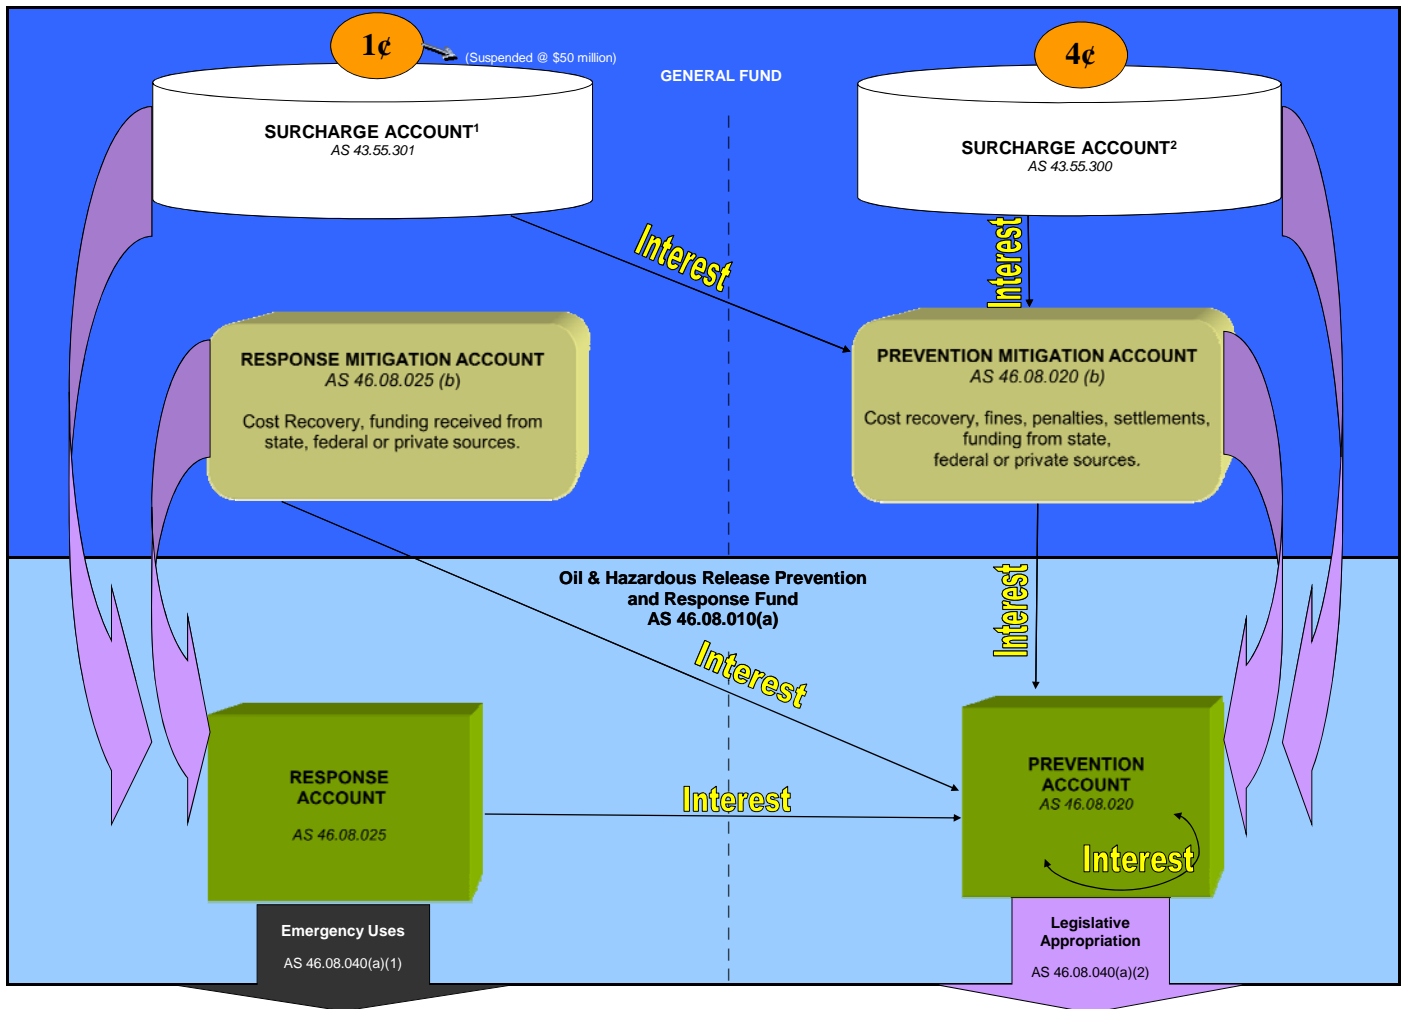 1¢
(Suspended @ $50 million)
4¢
GENERAL FUND
SURCHARGE ACCOUNT¹
AS 43.55.301
SURCHARGE ACCOUNT²
AS 43.55.300
Interest
Interest
RESPONSE MITIGATION ACCOUNT
AS 46.08.025 (b)
Cost Recovery, funding received from
state, federal or private sources.
PREVENTION MITIGATION ACCOUNT
AS 46.08.020 (b)
Cost recovery, fines, penalties, settlements,
funding from state,
federal or private sources.
Oil & Hazardous Release Prevention
and Response Fund
AS 46.08.010(a)
Interest
Interest
RESPONSE
ACCOUNT
AS 46.08.025
Interest
PREVENTION
ACCOUNT
AS 46.08.020
Interest
Emergency Uses
AS 46.08.040(a)(1)
Legislative
Appropriation
AS 46.08.040(a)(2)